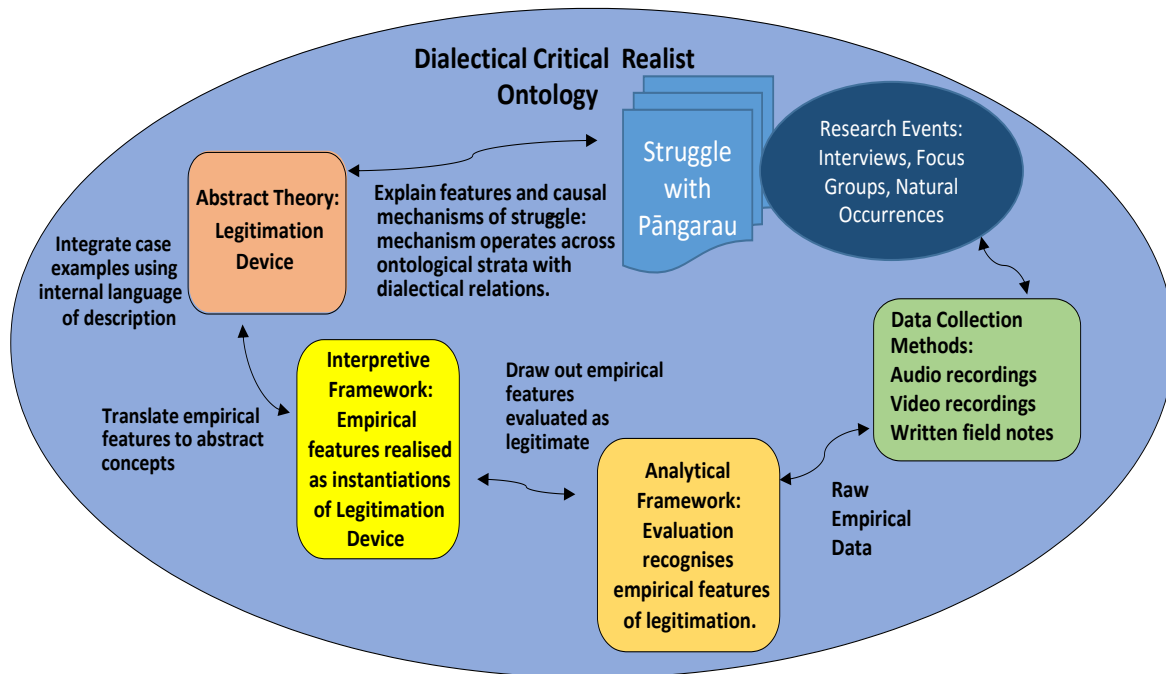 Dialectical Critical Realist
Ontology
Struggle
with
Pāngarau
Research Events:
Interviews, Focus
Groups, Natural
Occurrences
Abstract Theory:
Legitimation
Device
Explain features and causal
mechanisms of struggle:
mechanism operates across
ontological strata with
dialectical relations.
Integrate case
examples using
internal language
of description
Data Collection
Methods:
Audio recordings
Video recordings
Written field notes
Interpretive
Framework:
Empirical
features realised
as instantiations
of Legitimation
Device
Draw out empirical
features
evaluated as
legitimate
Translate empirical
features to abstract
concepts
Analytical
Framework:
Evaluation
recognises
empirical features
of legitimation.
Raw
Empirical
Data